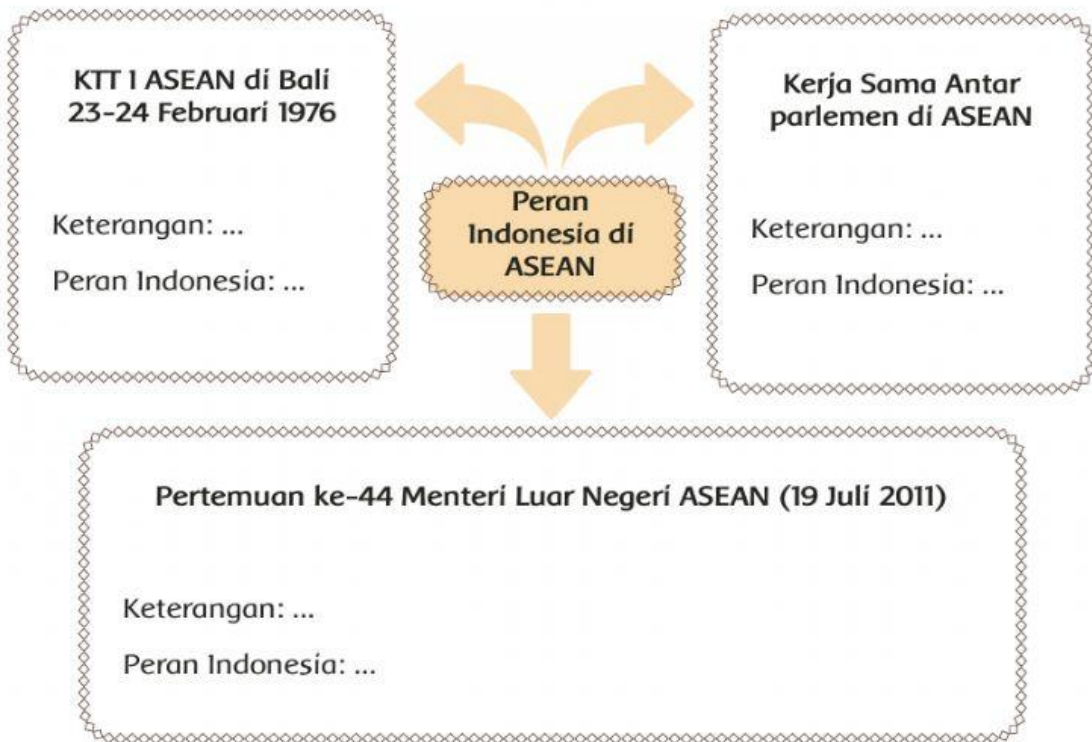 KTT I ASEAN di Bali
23-24 Februari 1976
Keterangan: ...
Peran Indonesia: ...
Peran
Indonesia di
ASEAN
Kerja Sama Antar
parlemen di ASEAN
Keterangan: ...
Peran Indonesia: ...
Pertemuan ke-44 Menteri Luar Negeri ASEAN (19 Juli 2011)
Keterangan: ...
Peran Indonesia: ...